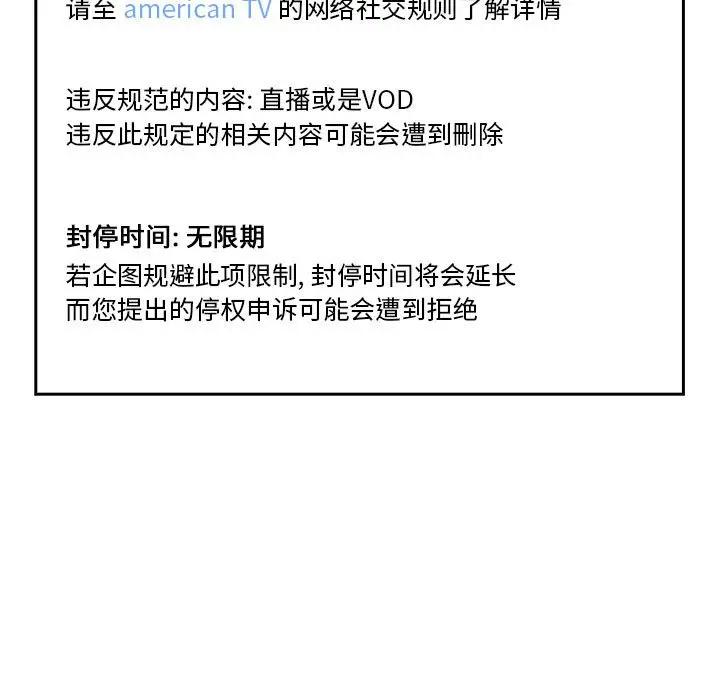 请至 american TV 的网络社交规则了解详情
违反规范的内容: 直播或是VOD
违反此规定的相关内容可能会遭到刪除
封停时间: 无限期
若企图规避此项限制, 封停时间将会延长
而您提出的停权申诉可能会遭到拒绝